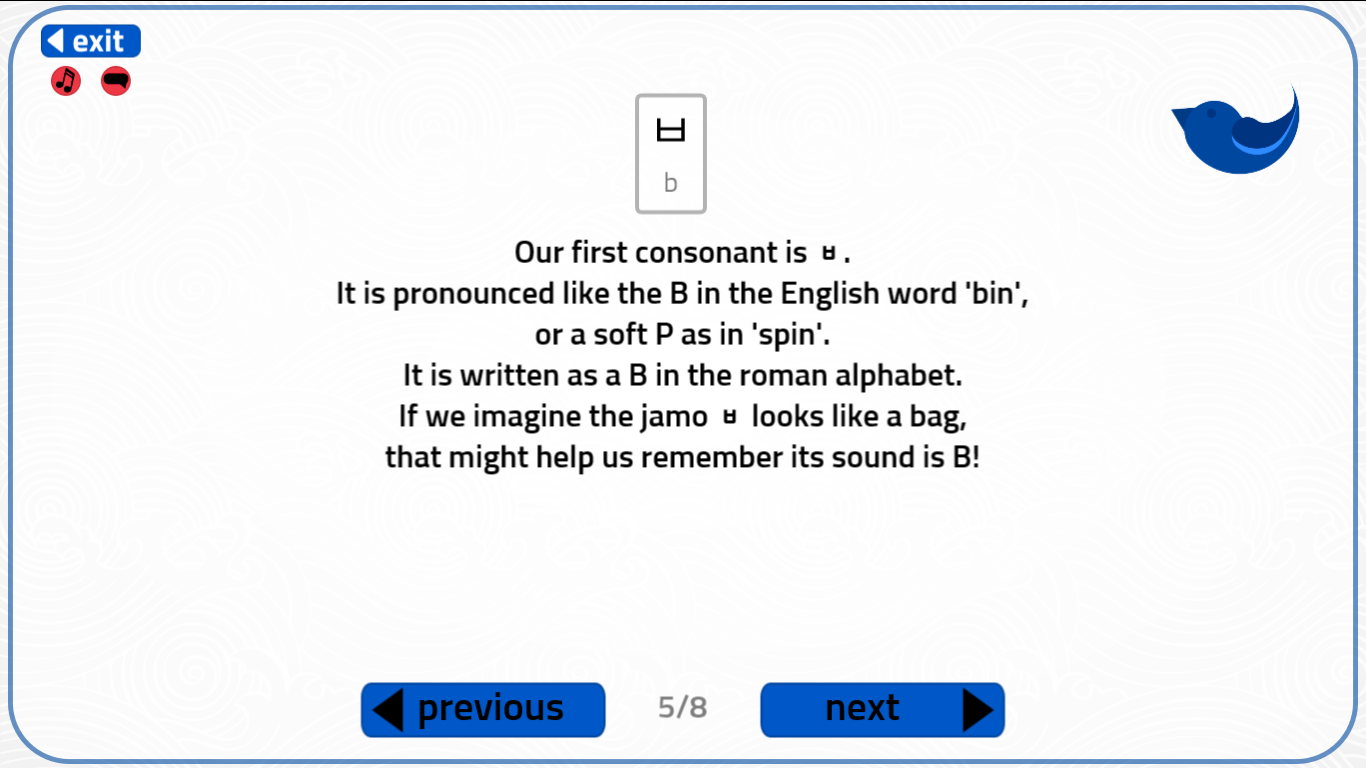 exit
ㅂ
b
Our first consonant is ㅂ.
It is pronounced like the B in the English word 'bin',
or a soft P as in 'spin'.
It is written as a B in the roman alphabet.
If we imagine the jamo ㅂ looks like a bag,
that might help us remember its sound is B!
previous
5/8
next